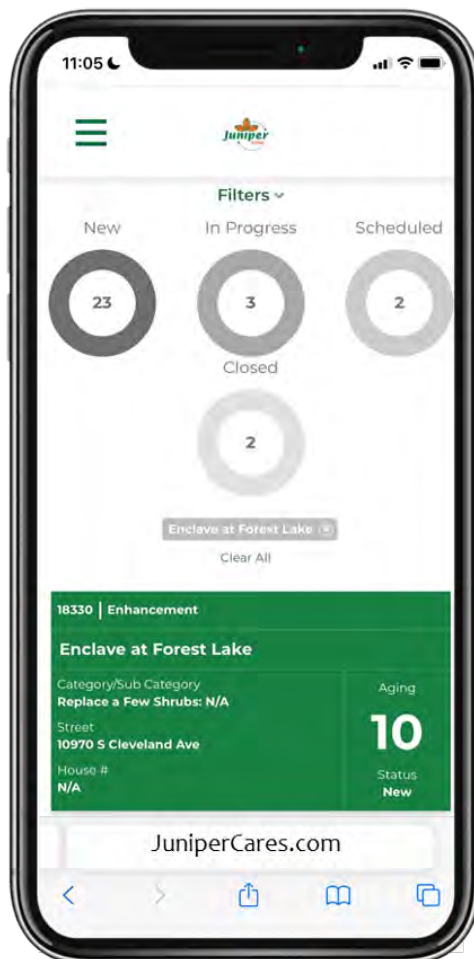 11:05
Juniper
Filters
New
In Progress
Scheduled
23
3
2
Closed
2
Enclave at Forest Lake
Clear All
18330 | Enhancement
Enclave at Forest Lake
Category/Sub Category
Replace a Few Shrubs: N/A
Aging
10
Street
10970 S Cleveland Ave
House #
N/A
Status
New
JuniperCares.com